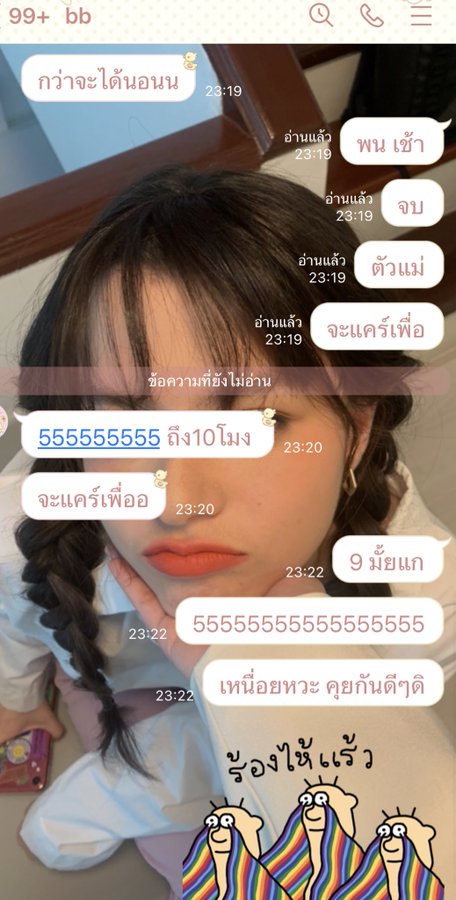 99+ bb
กว่าจะได้นอนน
23:19
อ่านแล้ว
23:19
พน เช้า
อ่านแล้ว
23:19
จบ
อ่านแล้ว
23:19
ตัวแม่
อ่านแล้ว
23:19
จะแคร์เพื่อ
ข้อความที่ยังไม่อ่าน
555555555 ถึง10โมง
23:20
จะแคร์เพื่ออ
23:20
23:22
9 มั้ยแก
23:22
55555555555555555
23:22
เหนื่อยหวะ คุยกันดีๆดิ
ร้องไห้แร้ว